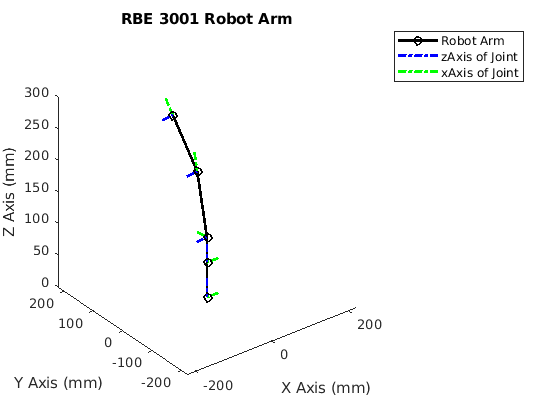 RBE 3001 Robot Arm
Robot Arm
zAxis of Joint
xAxis of Joint
300
250
200
150
100
50
0
Z Axis (mm)
200
100
0
-100
-200
Y Axis (mm)
-200
0
200
X Axis (mm)